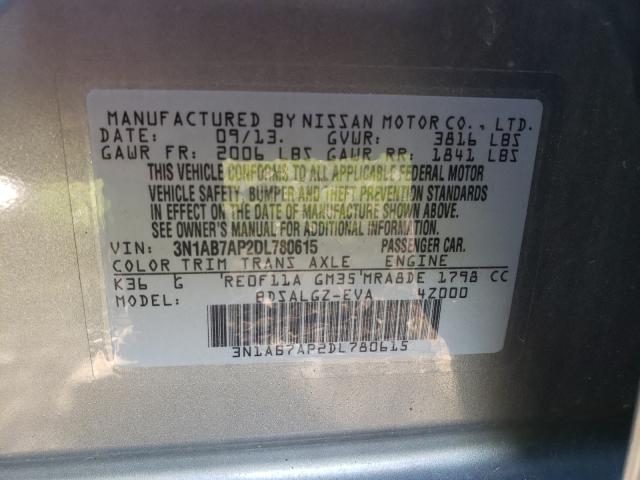 MANUFACTURED BY NISSAN MOTOR CO., LTD.
DATE: 09/13. GVWR: 3816 LBS
GAWR FR: 2006 LBS GAWR RR: 1841 LBS
THIS VEHICLE CONFORMS TO ALL APPLICABLE FEDERAL MOTOR
VEHICLE SAFETY, BUMPER AND THEFT PREVENTION STANDARDS
IN EFFECT ON THE DATE OF MANUFACTURE SHOWN ABOVE.
SEE OWNER'S MANUAL FOR ADDITIONAL INFORMATION.
VIN: 3N1AB7AP2DL780615 PASSENGER CAR.
COLOR TRIM TRANS AXLE ENGINE
K36 G RE0F11A GM35 MRA8DE 1798 CC
MODEL: BDSALGZ-EVA 4Z000
3N1AB7AP2DL780615